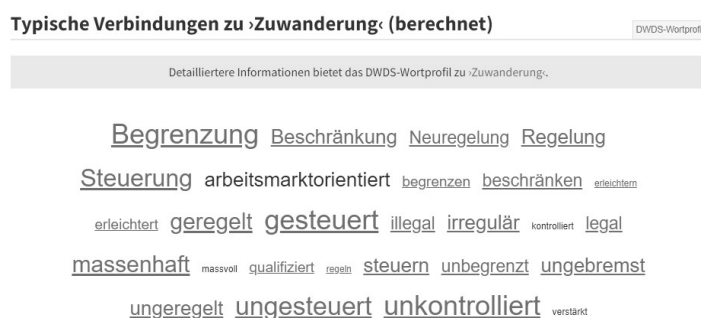 Typische Verbindungen zu ›Zuwanderung‹ (berechnet)
DWDS-Wortprofi
Detailliertere Informationen bietet das DWDS-Wortprofil zu ›Zuwanderung‹.
Begrenzung Beschränkung Neuregelung Regelung
Steuerung arbeitsmarktorientiert begrenzen beschränken erleichtern
erleichtert geregelt gesteuert illegal irregulär kontrolliert legal
massenhaft massvoll qualifiziert regeln steuern unbegrenzt ungebremst
ungeregelt ungesteuert unkontrolliert verstärkt